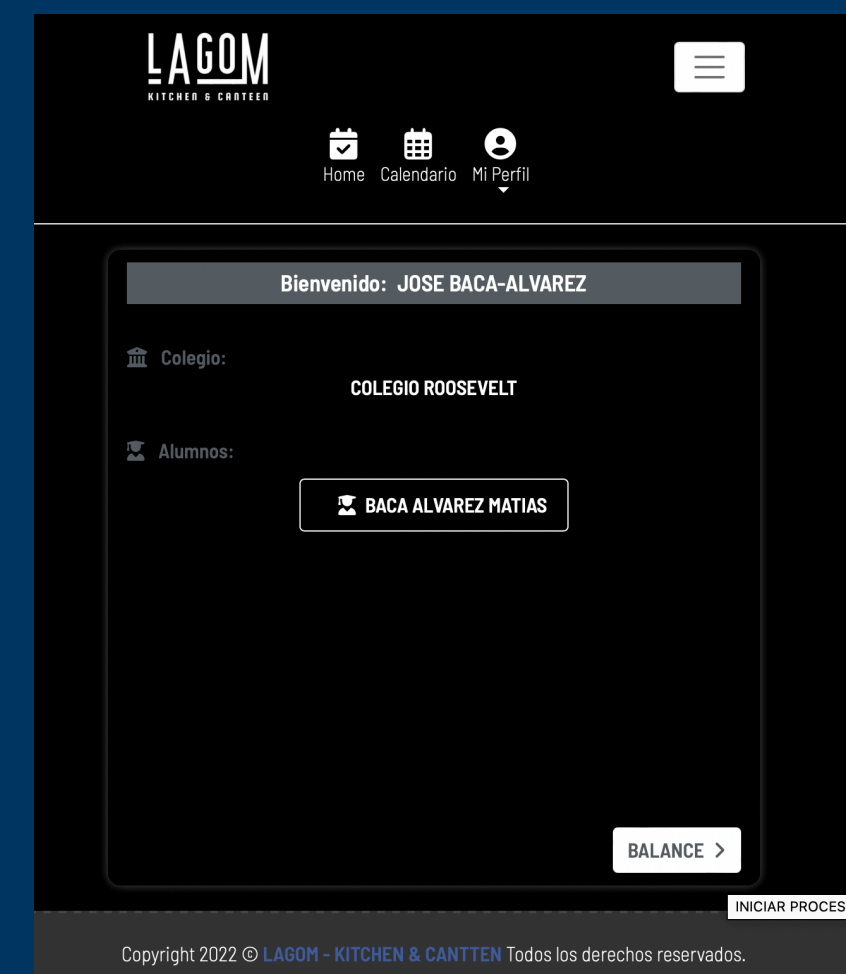 LAGOM
KITCHEN & CANTEEN
Home Calendario Mi Perfil
Bienvenido: JOSE BACA-ALVAREZ
Colegio:
COLEGIO ROOSEVELT
Alumnos:
BACA ALVAREZ MATIAS
BALANCE
INICIAR PROCES
Copyright 2022 © LAGOM - KITCHEN & CANTTEN Todos los derechos reservados.